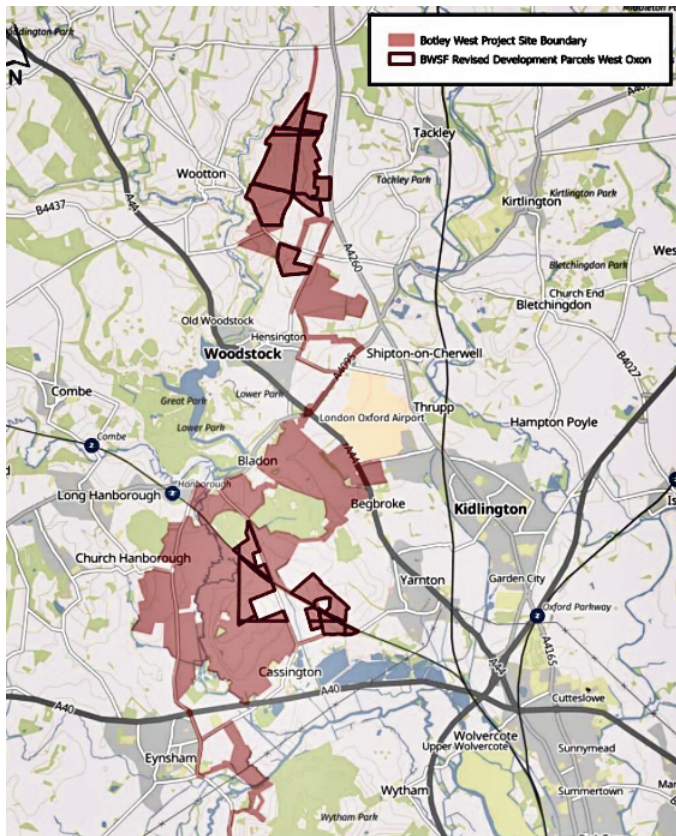 Botley West Project Site Boundary
BWSF Revised Development Parcels West Oxon
N
Tackley
Wootton
Tackley Park
Kirtlington Park
Kirtlington
B4437
A44
A4260
Bletchingdon Park
Church End
Bletchingdon
Old Woodstock
Hensington
Woodstock
Shipton-on-Cherwell
A4095
B4027
Combe
Great Park
Lower Park
Thrupp
London Oxford Airport
Hampton Poyle
Lower Park
Combe
Bladon
A44
Hanborough
Long Hanborough
Begbroke
Kidlington
Church Hanborough
Yarnton
Garden City
Oxford Parkway
A4165
Cassington
A44
A40
A40
Cutteslowe
Wolvercote
Upper Wolvercote
Sunnymead
Eynsham
Wytham
Summertown
Wytham Park